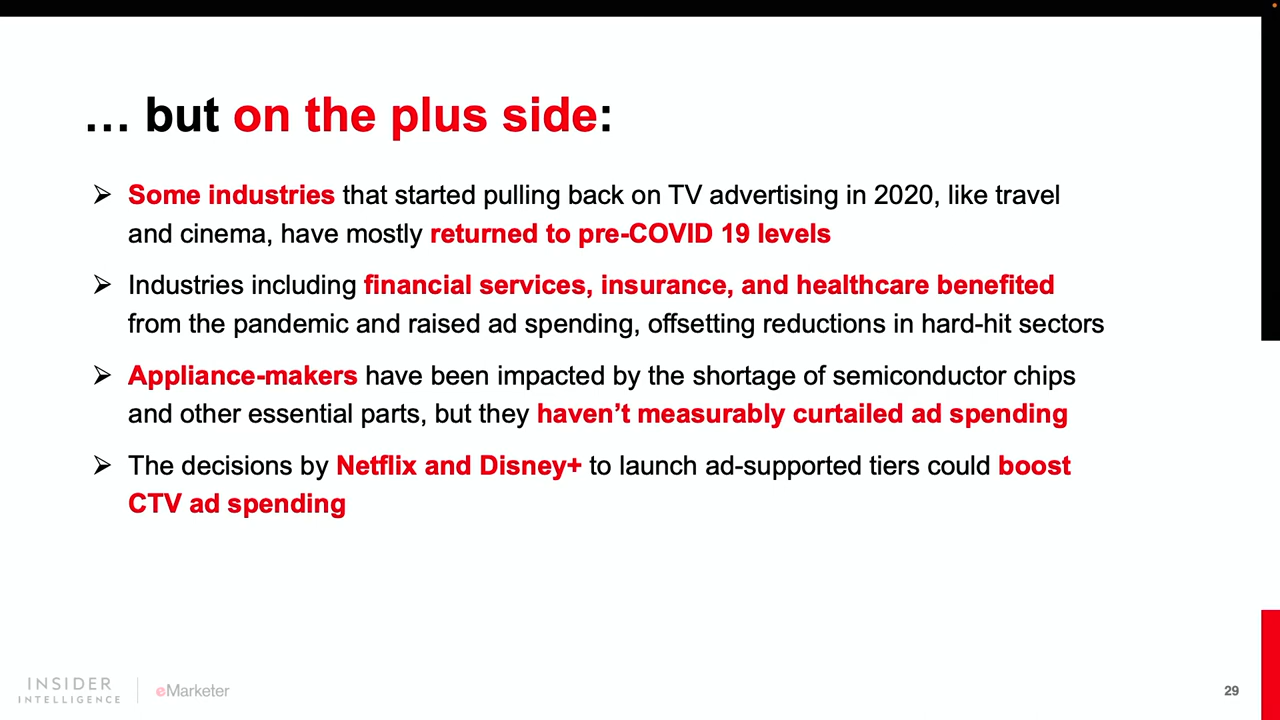 … but on the plus side:
➢ Some industries that started pulling back on TV advertising in 2020, like travel
and cinema, have mostly returned to pre-COVID 19 levels
➢ Industries including financial services, insurance, and healthcare benefited
from the pandemic and raised ad spending, offsetting reductions in hard-hit sectors
➢ Appliance-makers have been impacted by the shortage of semiconductor chips
and other essential parts, but they haven’t measurably curtailed ad spending
➢ The decisions by Netflix and Disney+ to launch ad-supported tiers could boost
CTV ad spending
INSIDER
INTELLIGENCE
eMarketer
29